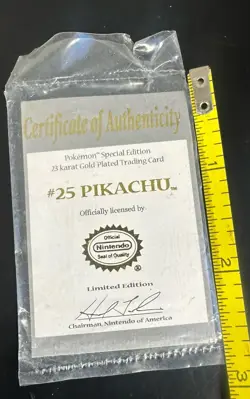 Certificate of Authenticity
Pokémon™ Special Edition
23 karat Gold Plated Trading Card
#25 PIKACHU™
Officially licensed by:
Official
Nintendo
Seal of Quality
®
Limited Edition
Chairman, Nintendo of America
1
2
3